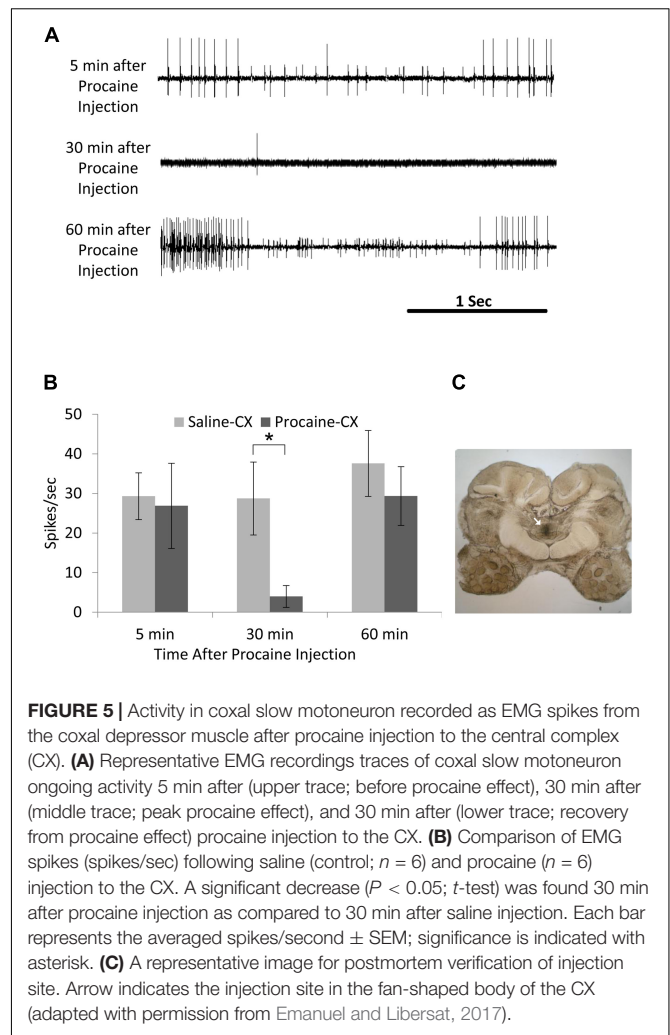 A
5 min after
Procaine
Injection
30 min after
Procaine
Injection
60 min after
Procaine
Injection
1 Sec
B
C
50
40
30
20
10
0
Spikes/sec
Saline-CX Procaine-CX
*
5 min 30 min 60 min
Time After Procaine Injection
FIGURE 5 | Activity in coxal slow motoneuron recorded as EMG spikes from
the coxal depressor muscle after procaine injection to the central complex
(CX). (A) Representative EMG recordings traces of coxal slow motoneuron
ongoing activity 5 min after (upper trace; before procaine effect), 30 min after
(middle trace; peak procaine effect), and 30 min after (lower trace; recovery
from procaine effect) procaine injection to the CX. (B) Comparison of EMG
spikes (spikes/sec) following saline (control; n = 6) and procaine (n = 6)
injection to the CX. A significant decrease (P < 0.05; t-test) was found 30 min
after procaine injection as compared to 30 min after saline injection. Each bar
represents the averaged spikes/second ± SEM; significance is indicated with
asterisk. (C) A representative image for postmortem verification of injection
site. Arrow indicates the injection site in the fan-shaped body of the CX
(adapted with permission from Emanuel and Libersat, 2017).